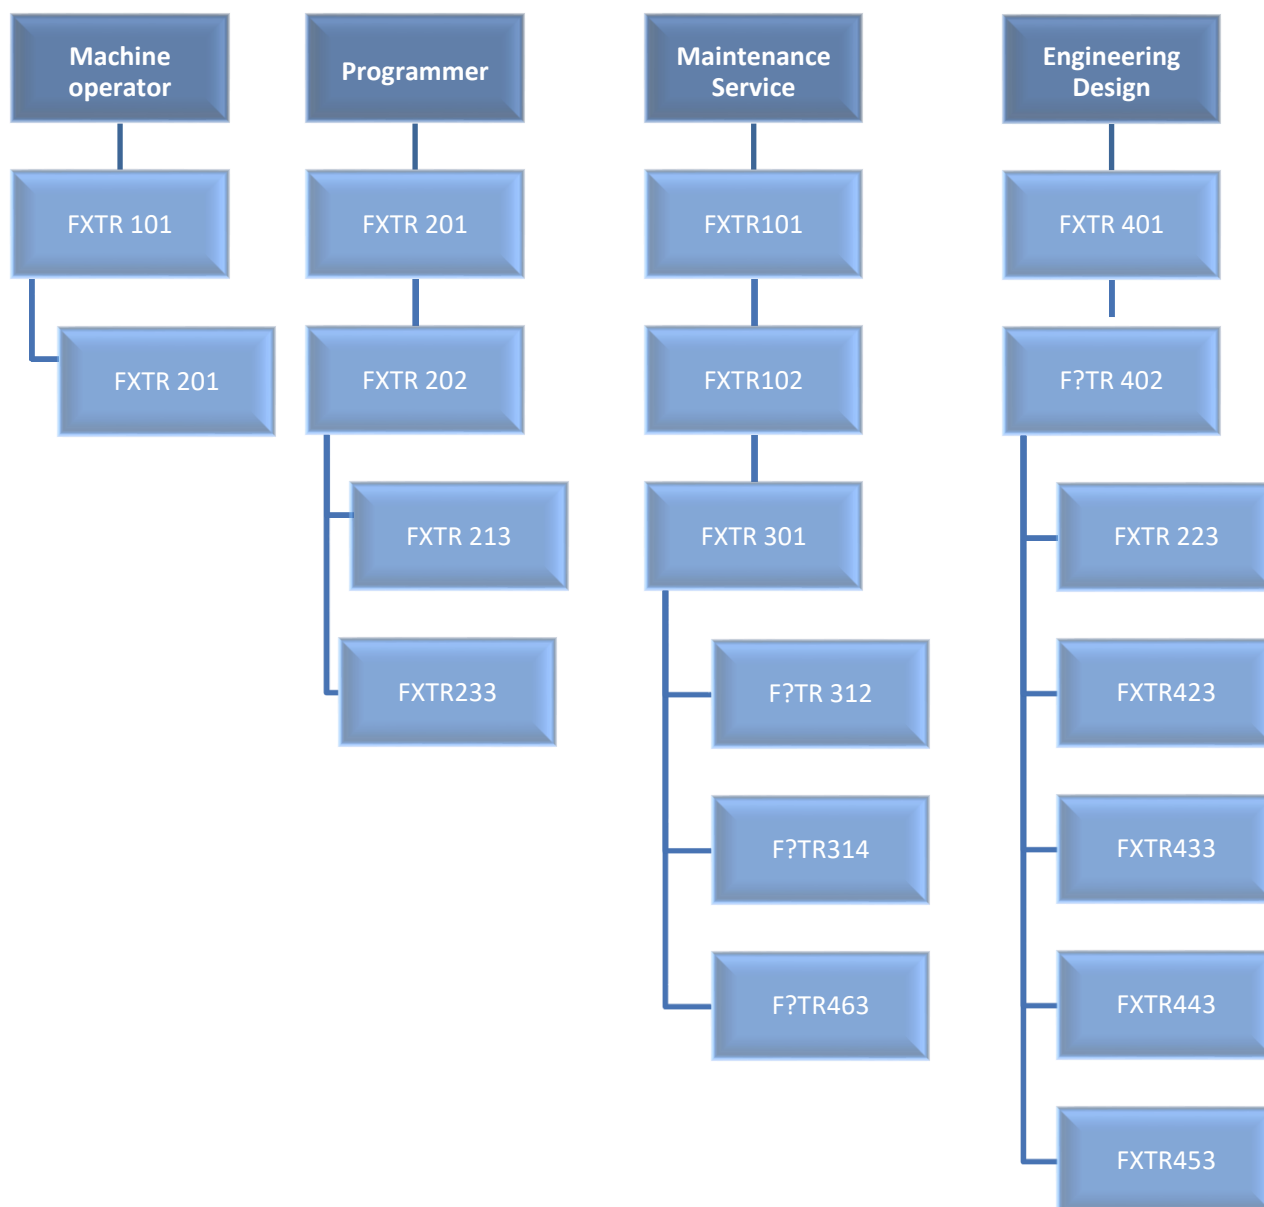 Machine
operator
FXTR 101
FXTR 201
Programmer
FXTR 201
FXTR 202
FXTR 213
FXTR233
Maintenance
Service
FXTR101
FXTR102
FXTR 301
F?TR 312
F?TR314
F?TR463
Engineering
Design
FXTR 401
F?TR 402
FXTR 223
FXTR423
FXTR433
FXTR443
FXTR453